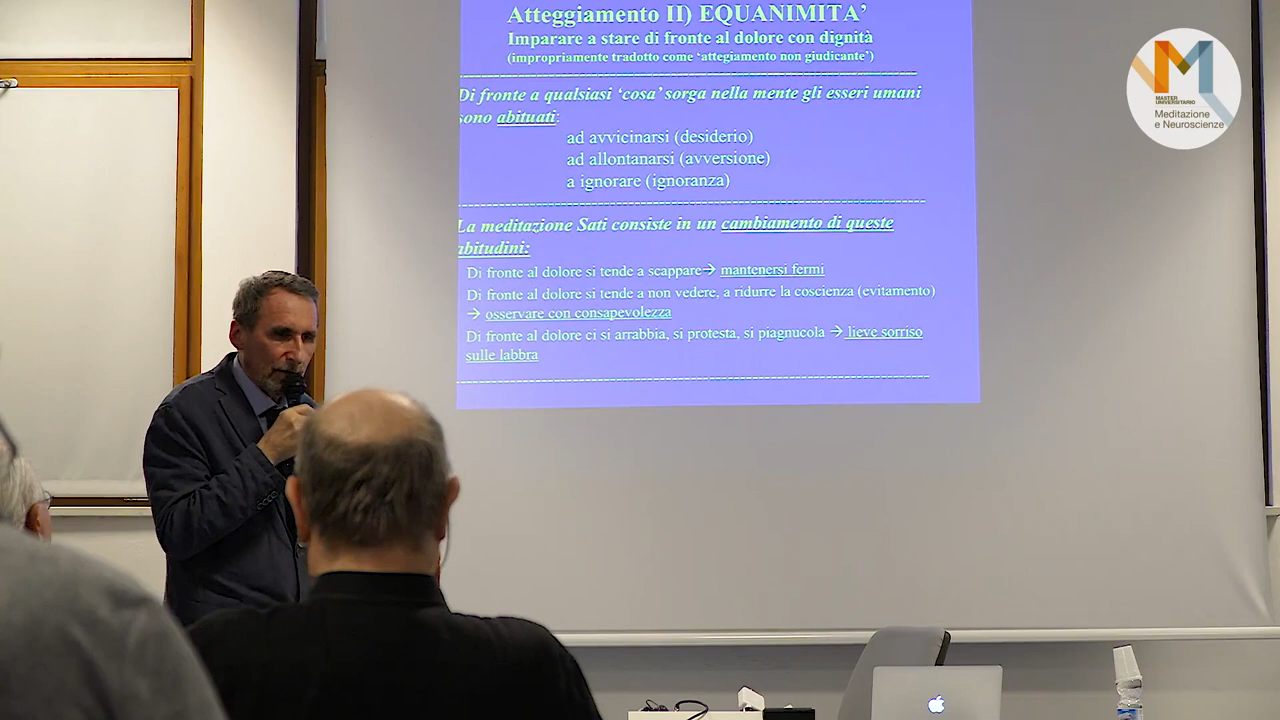 Atteggiamento II) EQUANIMITA'
Imparare a stare di fronte al dolore con dignità
(impropriamente tradotto come 'attegiamento non giudicante')
Di fronte a qualsiasi 'cosa' sorga nella mente gli esseri umani
sono abituati:
ad avvicinarsi (desiderio)
ad allontanarsi (avversione)
a ignorare (ignoranza)
La meditazione Sati consiste in un cambiamento di queste
abitudini:
Di fronte al dolore si tende a scappare→ mantenersi fermi
Di fronte al dolore si tende a non vedere, a ridurre la coscienza (evitamento)
→ osservare con consapevolezza
Di fronte al dolore ci si arrabbia, si protesta, si piagnucola → lieve sorriso
sulle labbra
M
MASTER
UNIVERSITARIO
Meditazione
e Neuroscienze